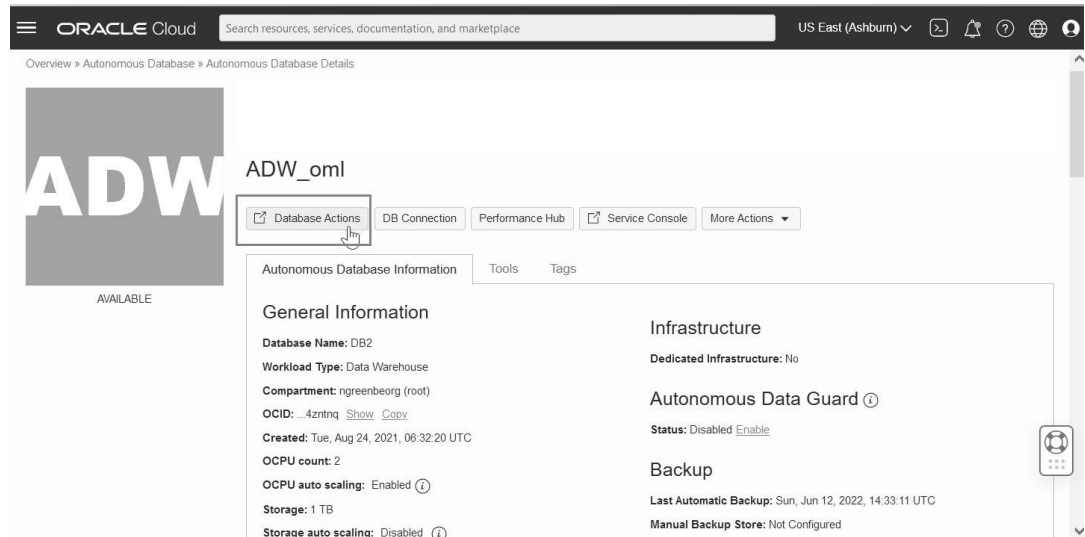 ORACLE Cloud
Search resources, services, documentation, and marketplace
US East (Ashburn)
Overview » Autonomous Database » Autonomous Database Details
ADW
AVAILABLE
ADW_oml
Database Actions DB Connection Performance Hub Service Console More Actions
Autonomous Database Information Tools Tags
General Information
Database Name: DB2
Workload Type: Data Warehouse
Compartment: ngreenbeorg (root)
OCID: ...4zntnq Show Copy
Created: Tue, Aug 24, 2021, 06:32:20 UTC
OCPU count: 2
OCPU auto scaling: Enabled
Storage: 1 TB
Storage auto scaling: Disabled
Infrastructure
Dedicated Infrastructure: No
Autonomous Data Guard
Status: Disabled Enable
Backup
Last Automatic Backup: Sun, Jun 12, 2022, 14:33:11 UTC
Manual Backup Store: Not Configured